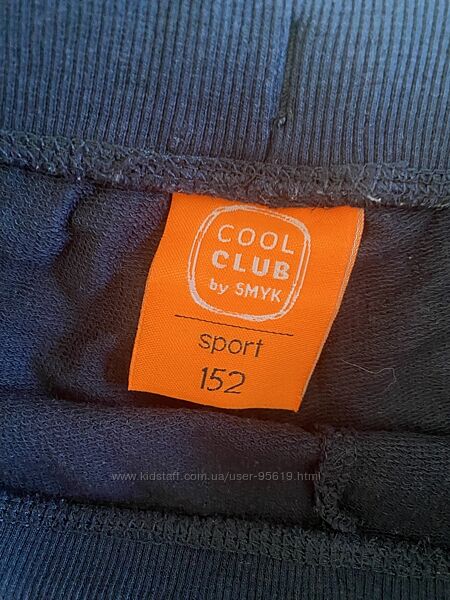 COOL
CLUB
by SMYK
sport
152
www.kidstaff.com.ua/user-95619.html